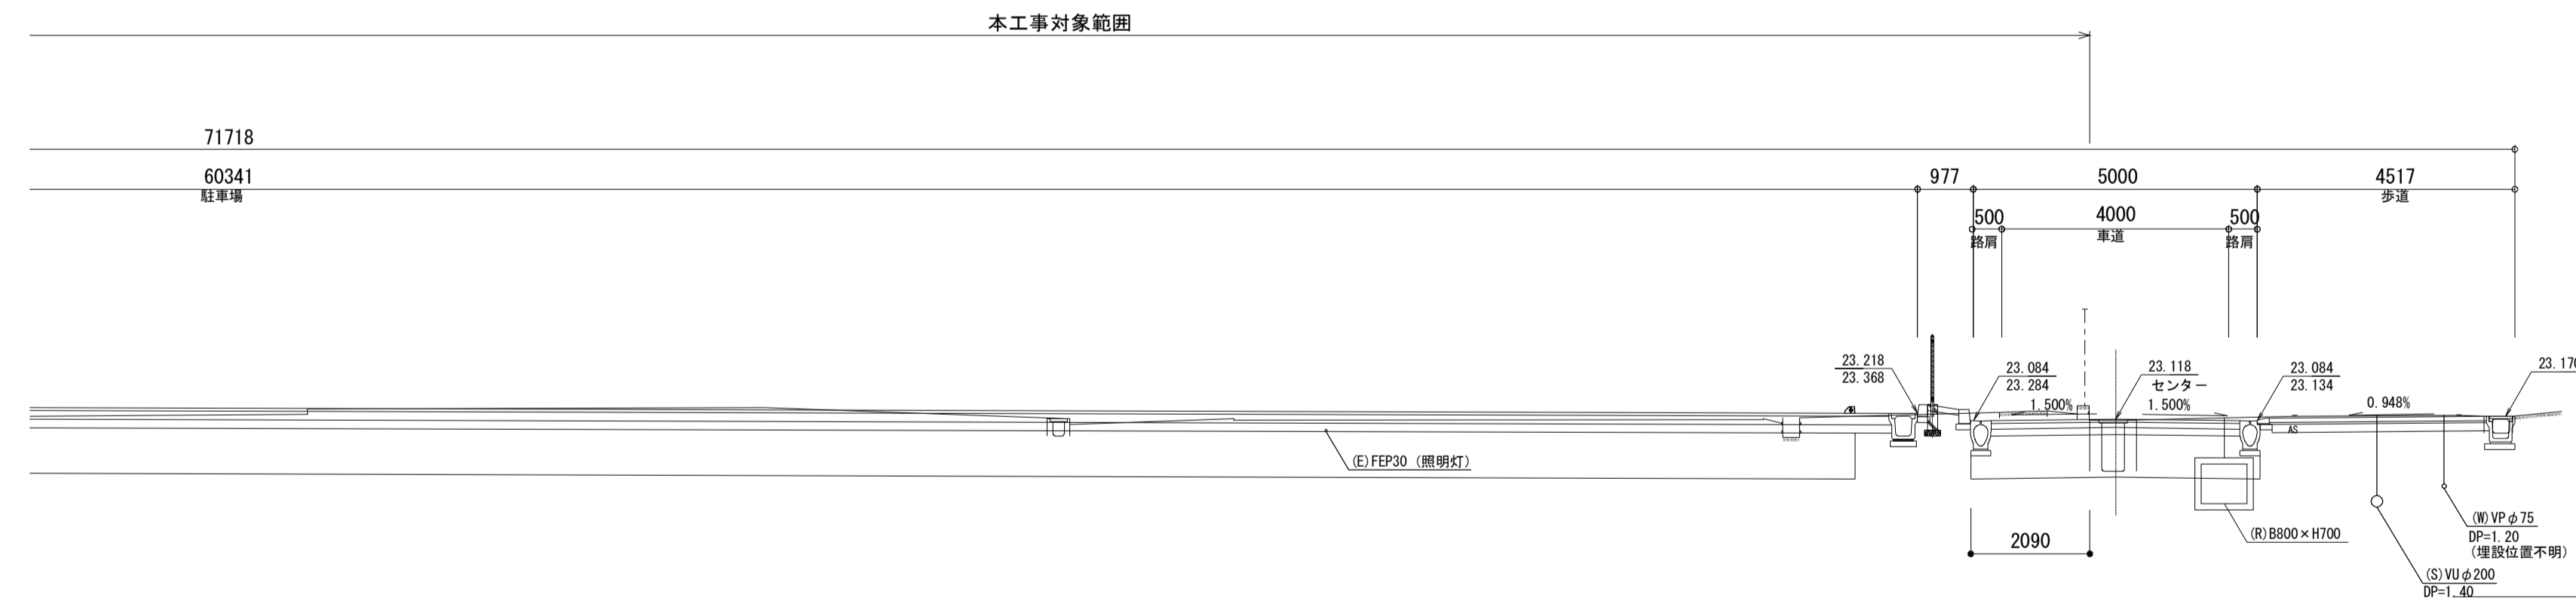 本工事対象範囲
71718
60341
駐車場
977
5000
4517
歩道
500
路肩
4000
車道
500
路肩
23.218
23.368
23.084
23.284
1.500%
23.118
センター
1.500%
23.084
23.134
0.948%
23.170
AS
(E)FEP30 (照明灯)
2090
(R)B800×H700
(W)VPφ75
DP=1.20
(埋設位置不明)
(S)VUφ200
DP=1.40